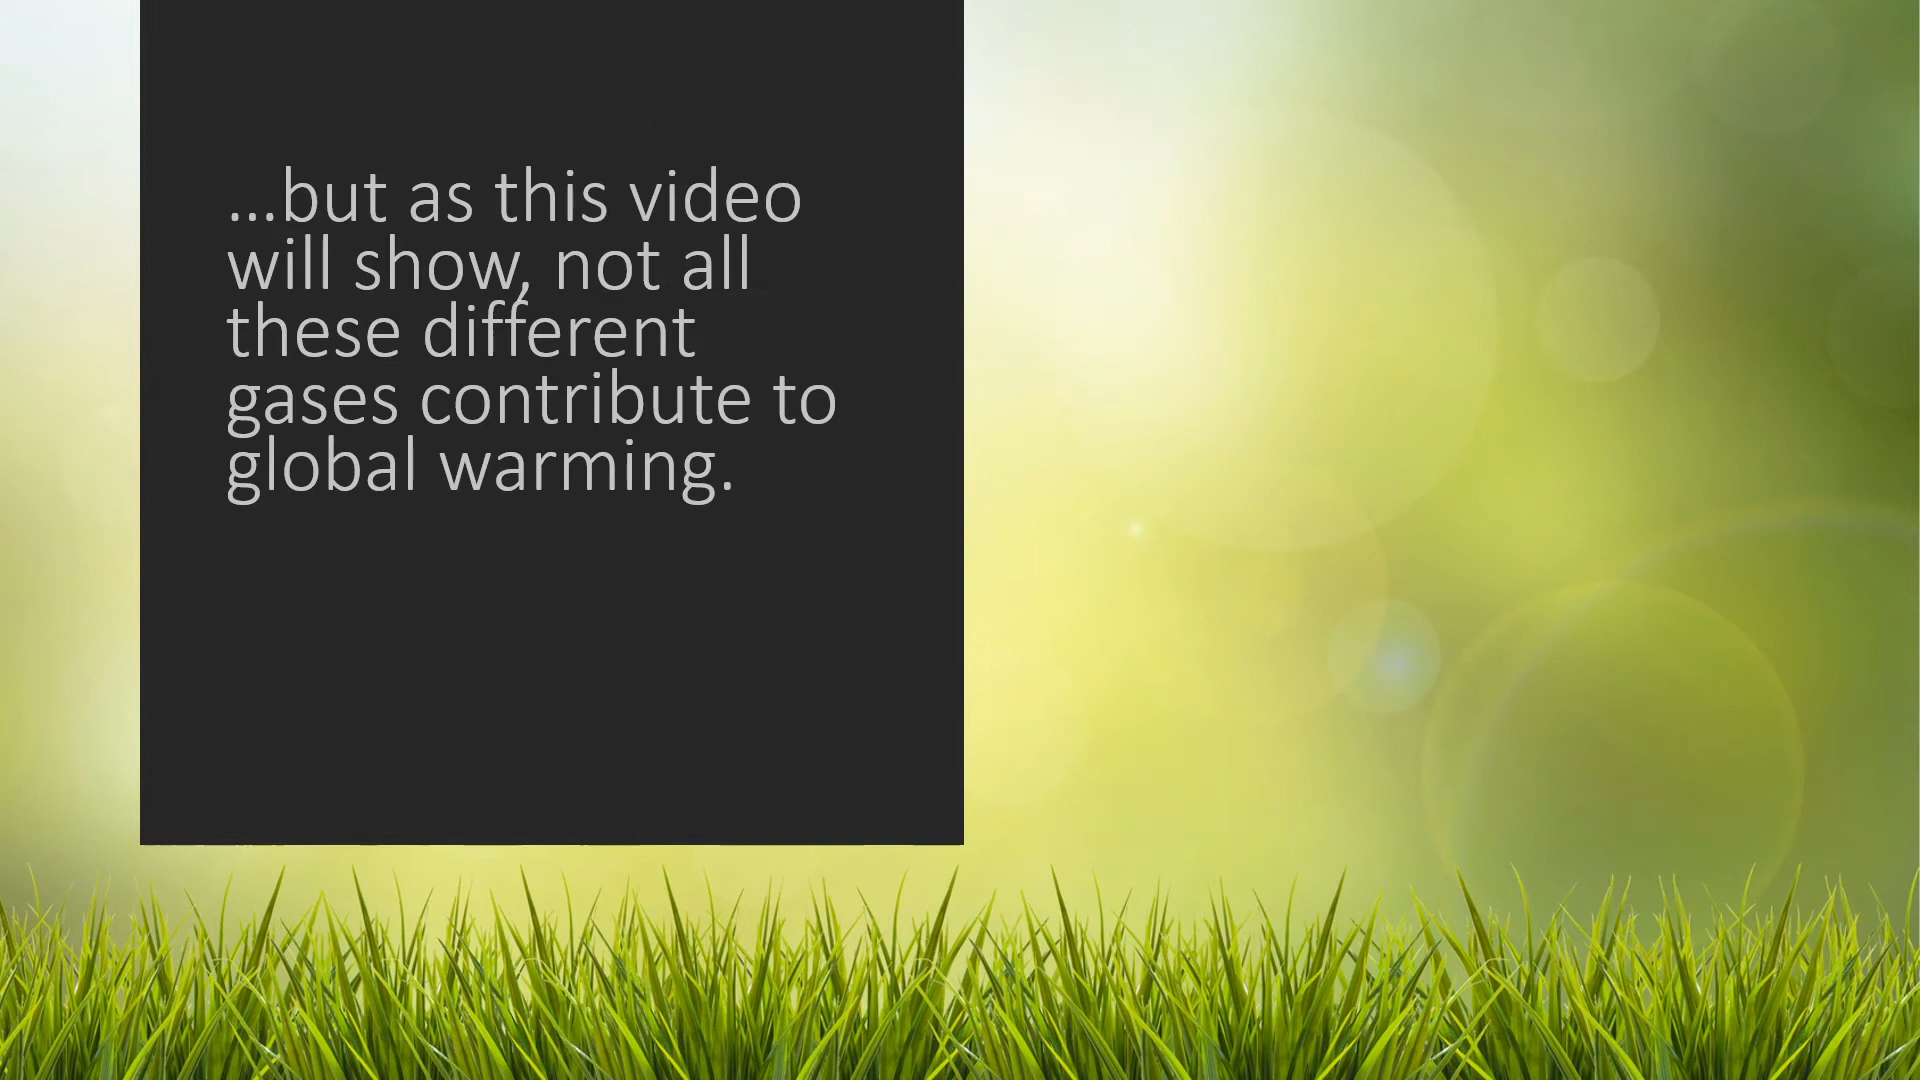 ...but as this video
will show, not all
these different
gases contribute to
global warming.